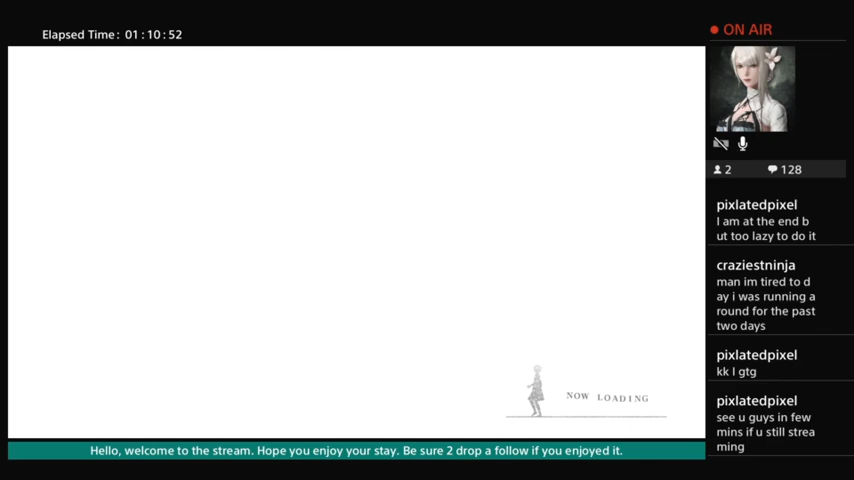 Elapsed Time: 01:10:52
ON AIR
2 128
pixlatedpixel
I am at the end b
ut too lazy to do it
craziestninja
man im tired to d
ay i was running a
round for the past
two days
pixlatedpixel
kk I gtg
pixlatedpixel
see u guys in few
mins if u still strea
ming
NOW LOADING
Hello, welcome to the stream. Hope you enjoy your stay. Be sure 2 drop a follow if you enjoyed it.